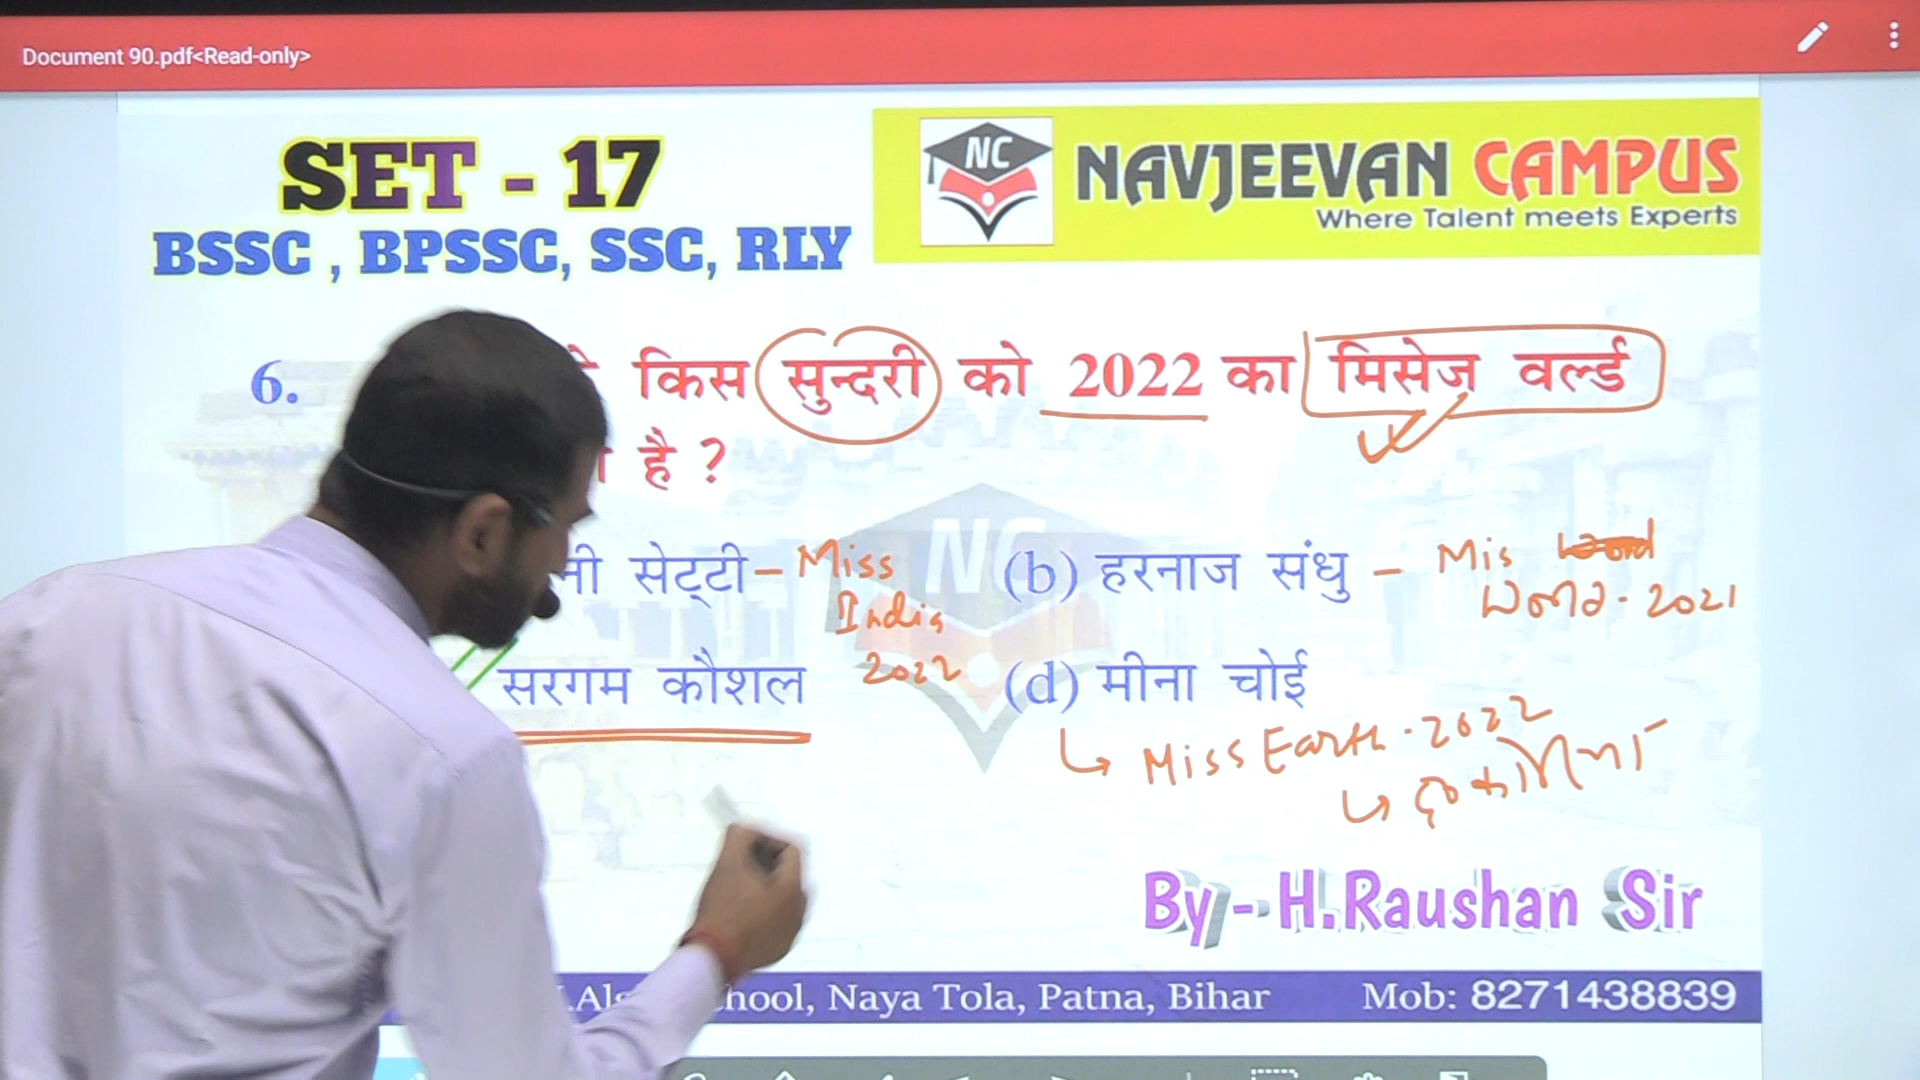 Document 90.pdf<Read-only>
SET - 17
BSSC , BPSSC, SSC, RLY
NC
NAVJEEVAN CAMPUS
Where Talent meets Experts
6. किस सुन्दरी को 2022 का मिसेज वर्ल्ड
है ?
सेट्टी - Miss India 2022
(b) हरनाज संधु - Mis World - 2021
सरगम कौशल
(d) मीना चोई
↳ Miss Earth - 2022
NC
By - H.Raushan Sir
hool, Naya Tola, Patna, Bihar Mob: 8271438839